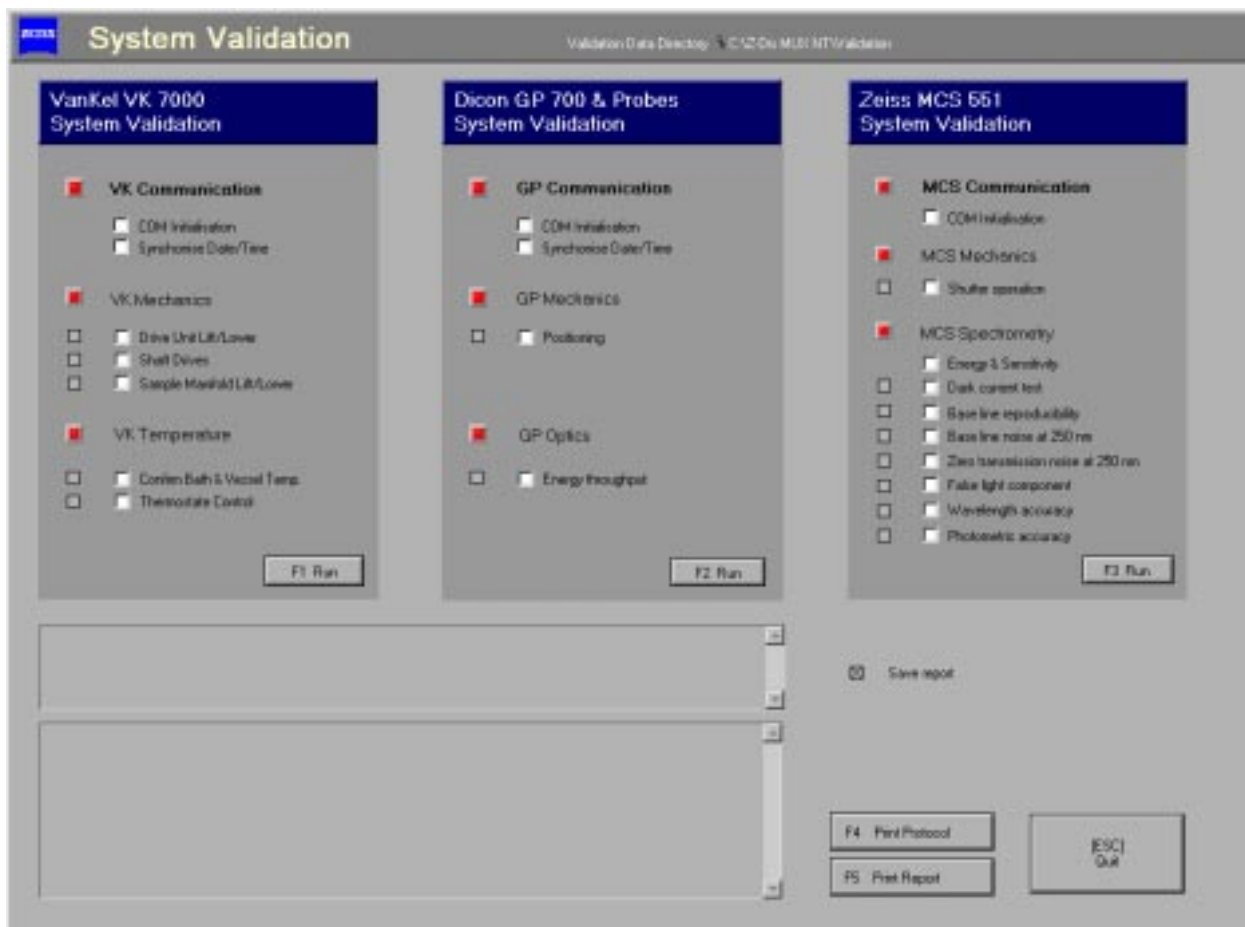 ZEISS
System Validation
Validation Data Directory
VanKel VK 7000
System Validation
VK Communication
COM Initialisation
Synchonise Date/Time
VK Mechanics
Drive Unit Lift/Lower
Shaft Drives
Sample Manifold Lift/Lower
VK Temperature
Confirm Bath & Vessel Temp.
Thermostate Control
F1 Run
Dicon GP 700 & Probes
System Validation
GP Communication
COM Initialisation
Synchonise Date/Time
GP Mechanics
Positioning
GP Optics
Energy throughput
F2 Run
Zeiss MCS 551
System Validation
MCS Communication
COM Initialisation
MCS Mechanics
Shutter operation
MCS Spectrometry
Energy & Sensitivity
Dark current test
Base line reproducibility
Base line noise at 250 nm
Zero transmission noise at 250 nm
False light component
Wavelength accuracy
Photometric accuracy
F3 Run
Save report
F4 Print Protocol
F5 Print Report
[ESC]
Quit